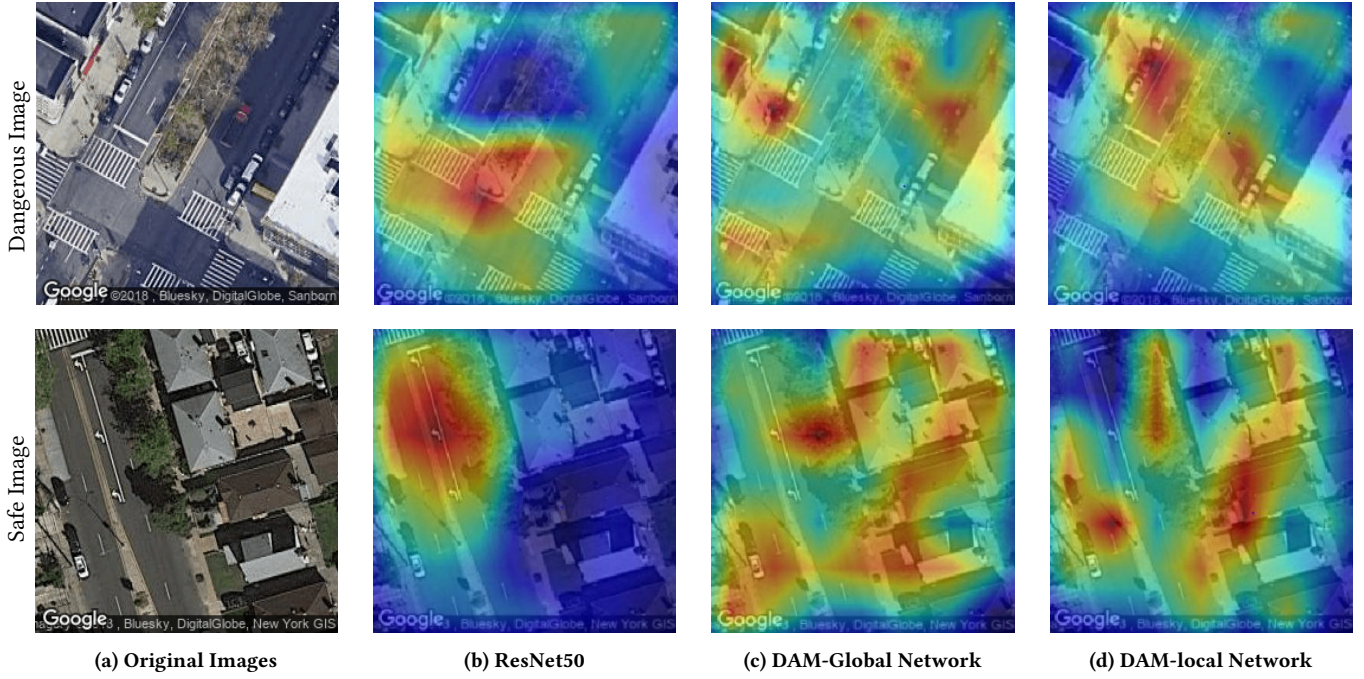 Dangerous Image
Google ©2018 , Bluesky, DigitalGlobe, Sanborn
Google ©2018 , Bluesky, DigitalGlobe, Sanborn
Google ©2018 , Bluesky, DigitalGlobe, Sanborn
Google ©2018 , Bluesky, DigitalGlobe, Sanborn
Safe Image
Google , Bluesky, DigitalGlobe, New York GIS
Google 3 , Bluesky, DigitalGlobe, New York GIS
Google 3 , Bluesky, DigitalGlobe, New York GIS
Google 3 , Bluesky, DigitalGlobe, New York GIS
(a) Original Images
(b) ResNet50
(c) DAM-Global Network
(d) DAM-local Network